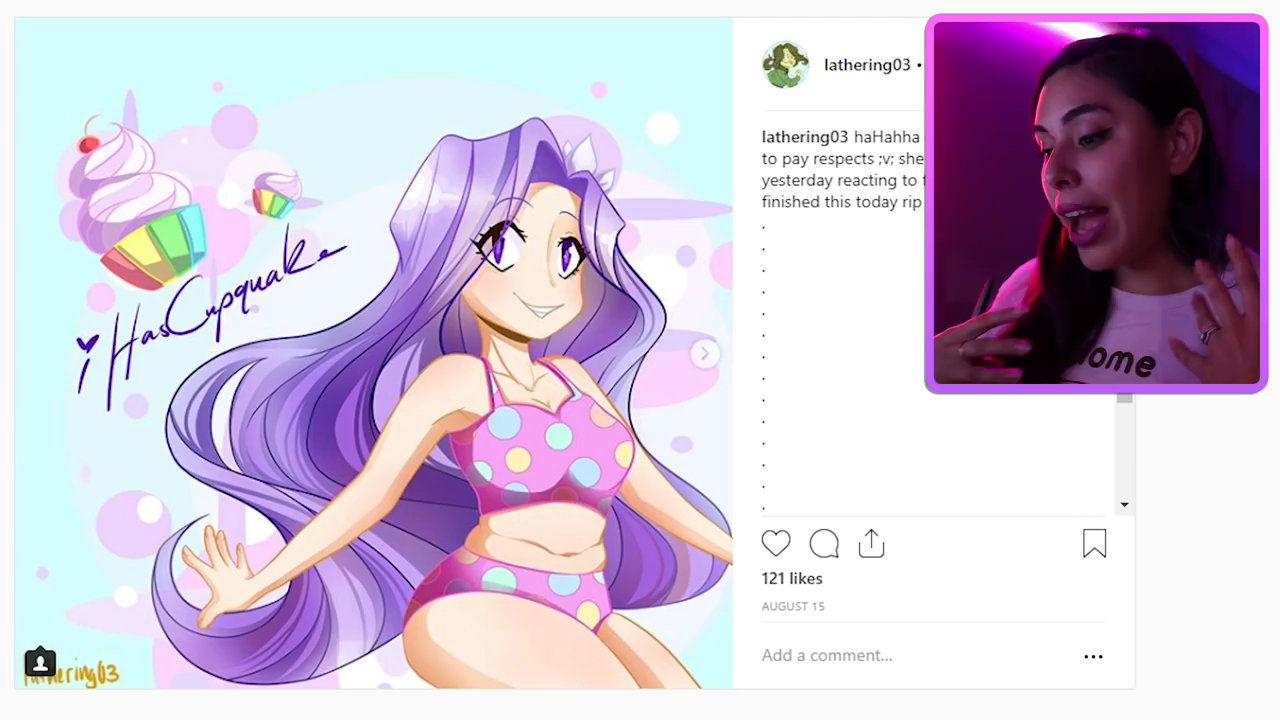 iHasCupquake
lathering03
lathering03 •
lathering03 haHahha
to pay respects ;v; she
yesterday reacting to
finished this today rip
.
.
.
.
.
.
.
.
.
.
.
.
.
.
121 likes
AUGUST 15
Add a comment...
ome